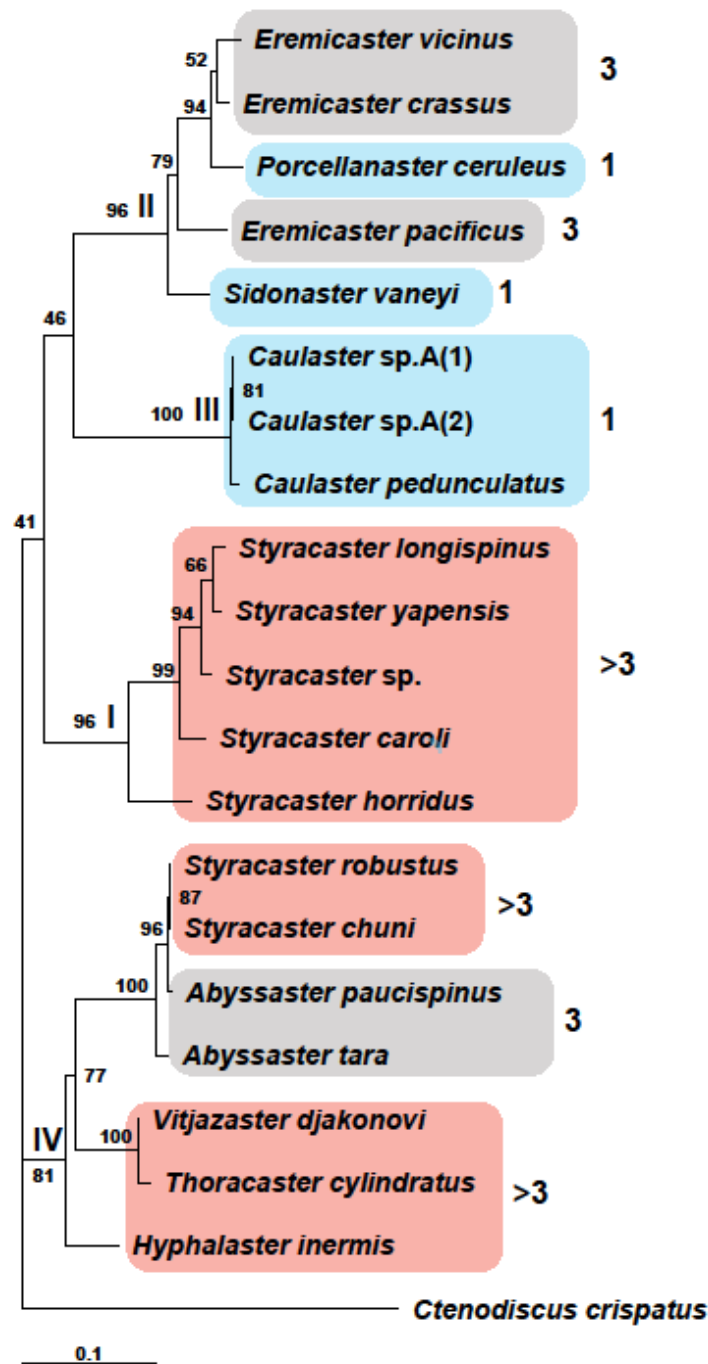 Eremicaster vicinus
52
3
Eremicaster crassus
94
79
Porcellanaster ceruleus 1
96 II
Eremicaster pacificus 3
Sidonaster vaneyi 1
46
Caulaster sp.A(1)
81
100 III
Caulaster sp.A(2) 1
Caulaster pedunculatus
41
Styracaster longispinus
66
94
Styracaster yapensis
99
Styracaster sp. >3
96 I
Styracaster caroli
Styracaster horridus
Styracaster robustus
87
>3
96
Styracaster chuni
100
Abyssaster paucispinus
3
Abyssaster tara
77
Vitjazaster djakonovi
100
IV
81
Thoracaster cylindratus >3
Hyphalaster inermis
Ctenodiscus crispatus
0.1